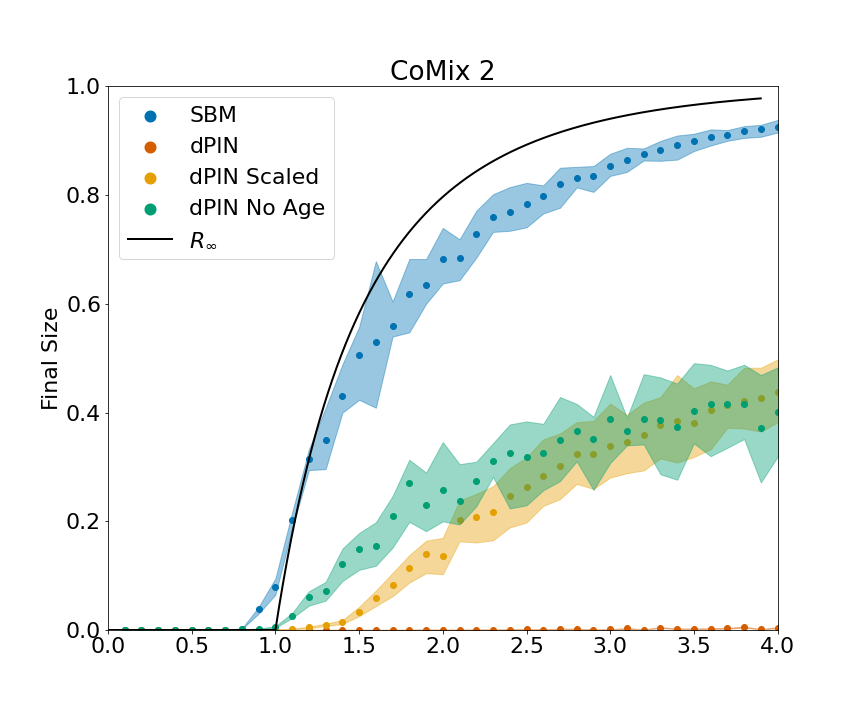 CoMix 2
SBM
dPIN
dPIN Scaled
dPIN No Age
R∞
Final Size
1.0
0.8
0.6
0.4
0.2
0.0
0.0 0.5 1.0 1.5 2.0 2.5 3.0 3.5 4.0